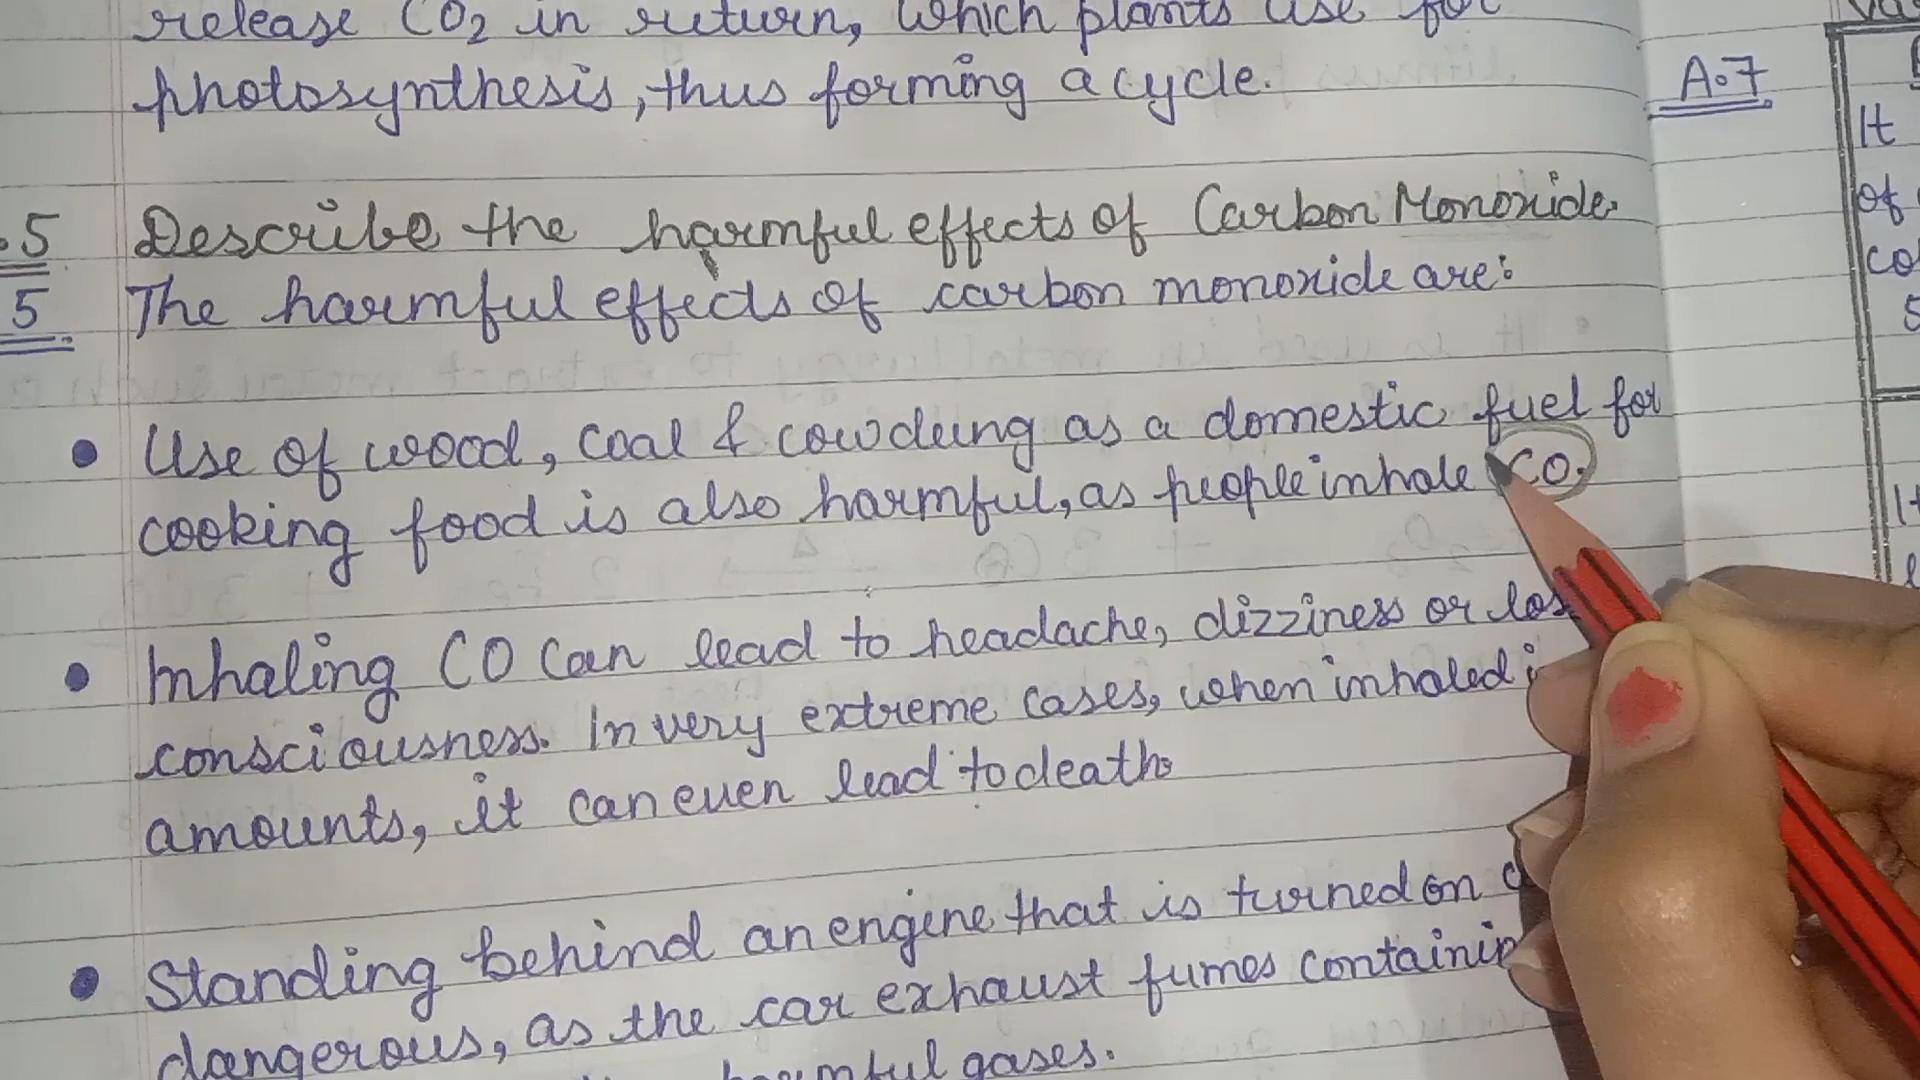 release CO2 in return, which plants use for
photosynthesis, thus forming a cycle.
.5 Describe the harmful effects of Carbon Monoxide.
5 The harmful effects of carbon monoxide are:
• Use of wood, coal & cowdung as a domestic fuel for
cooking food is also harmful, as people inhale CO.
• Inhaling CO can lead to headache, dizziness or los
consciousness. In very extreme cases, when inhaled i
amounts, it can even lead to death.
• Standing behind an engine that is turned on
dangerous, as the car exhaust fumes containin
harmful gases.
A.7
It
of
co